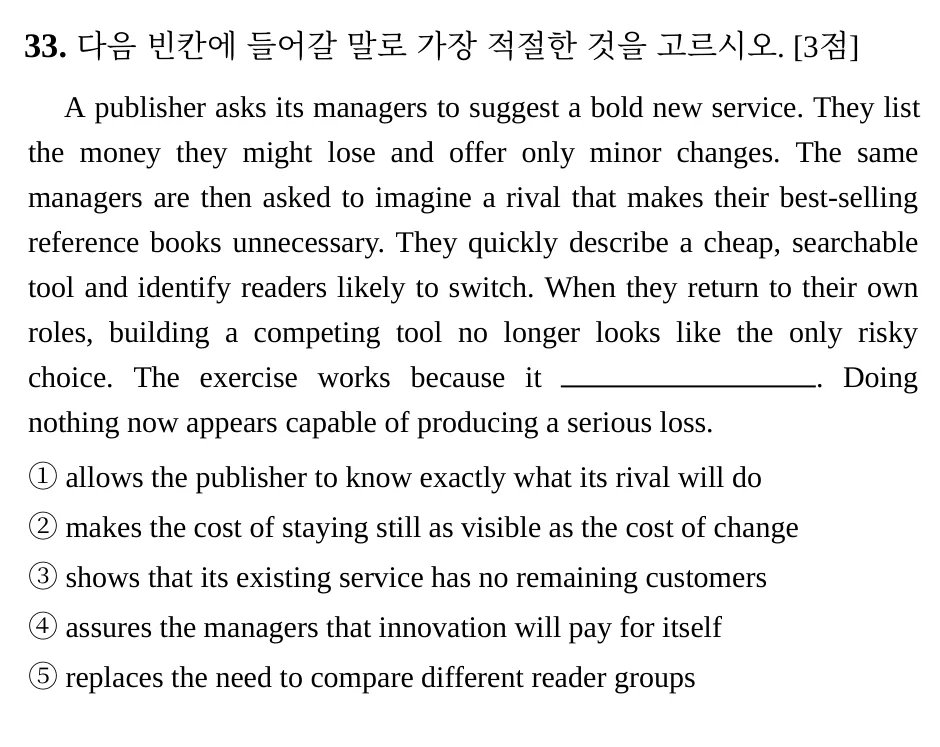 33. 다음 빈칸에 들어갈 말로 가장 적절한 것을 고르시오. [3점]
A publisher asks its managers to suggest a bold new service. They list
the money they might lose and offer only minor changes. The same
managers are then asked to imagine a rival that makes their best-selling
reference books unnecessary. They quickly describe a cheap, searchable
tool and identify readers likely to switch. When they return to their own
roles, building a competing tool no longer looks like the only risky
choice. The exercise works because it ________________. Doing
nothing now appears capable of producing a serious loss.
① allows the publisher to know exactly what its rival will do
② makes the cost of staying still as visible as the cost of change
③ shows that its existing service has no remaining customers
④ assures the managers that innovation will pay for itself
⑤ replaces the need to compare different reader groups